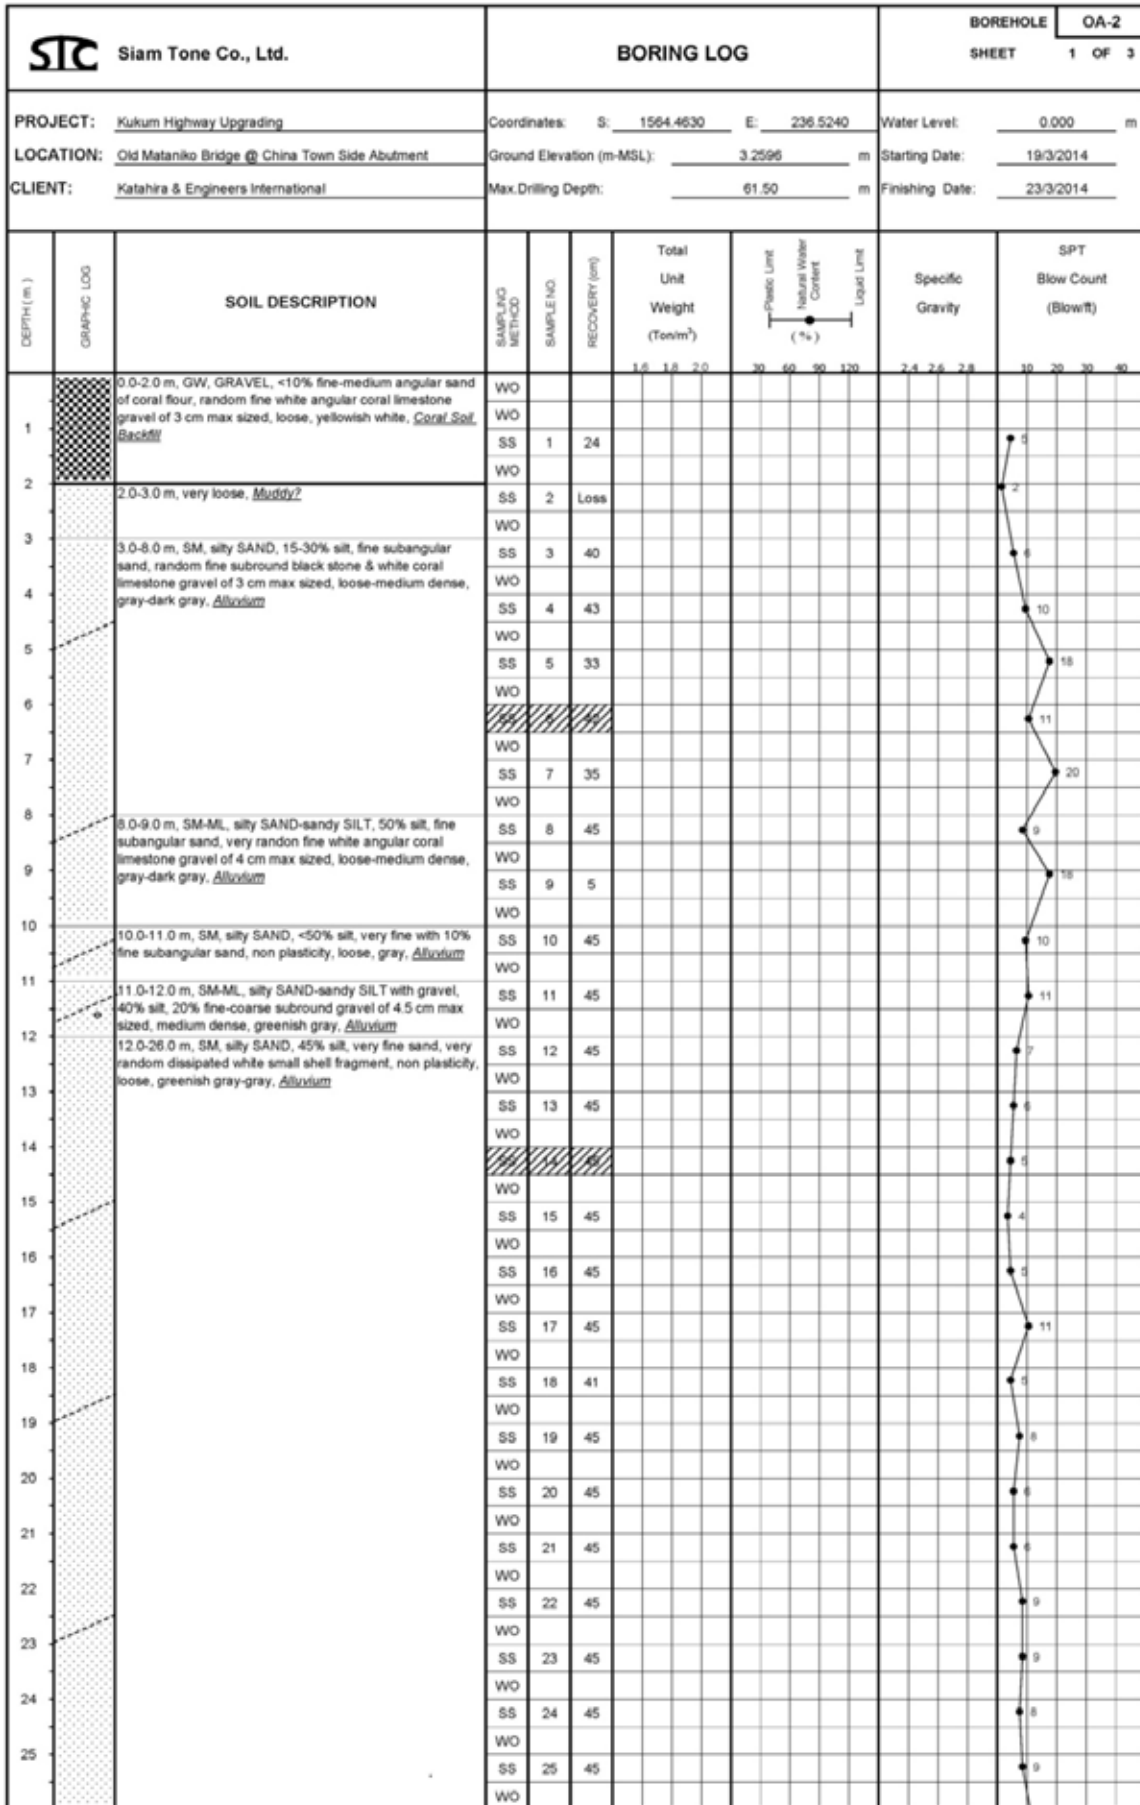 STC Siam Tone Co., Ltd.
BORING LOG
BOREHOLE OA-2
SHEET 1 OF 3
PROJECT: Kukum Highway Upgrading
LOCATION: Old Mataniko Bridge @ China Town Side Abutment
CLIENT: Katahira & Engineers International
Coordinates: S: 1564.4630 E: 236.5240
Ground Elevation (m-MSL): 3.2596 m
Max.Drilling Depth: 61.50 m
Water Level: 0.000 m
Starting Date: 19/3/2014
Finishing Date: 23/3/2014
DEPTH ( m. )
GRAPHIC LOG
SOIL DESCRIPTION
SAMPLING METHOD
SAMPLE NO.
RECOVERY (cm)
Total
Unit
Weight
(Ton/m³)
1.6 1.8 2.0
Plastic Limit
Natural Water Content
Liquid Limit
( % )
30 60 90 120
Specific
Gravity
2.4 2.6 2.8
SPT
Blow Count
(Blow/ft)
10 20 30 40
0.0-2.0 m, GW, GRAVEL, <10% fine-medium angular sand
of coral flour, random fine white angular coral limestone
gravel of 3 cm max sized, loose, yellowish white, Coral Soil
Backfill
2.0-3.0 m, very loose, Muddy?
3.0-8.0 m, SM, silty SAND, 15-30% silt, fine subangular
sand, random fine subround black stone & white coral
limestone gravel of 3 cm max sized, loose-medium dense,
gray-dark gray, Alluvium
8.0-9.0 m, SM-ML, silty SAND-sandy SILT, 50% silt, fine
subangular sand, very randon fine white angular coral
limestone gravel of 4 cm max sized, loose-medium dense,
gray-dark gray, Alluvium
10.0-11.0 m, SM, silty SAND, <50% silt, very fine with 10%
fine subangular sand, non plasticity, loose, gray, Alluvium
11.0-12.0 m, SM-ML, silty SAND-sandy SILT with gravel,
40% silt, 20% fine-coarse subround gravel of 4.5 cm max
sized, medium dense, greenish gray, Alluvium
12.0-26.0 m, SM, silty SAND, 45% silt, very fine sand, very
random dissipated white small shell fragment, non plasticity,
loose, greenish gray-gray, Alluvium
WO
WO
1 SS 1 24 5
WO
2 SS 2 Loss 2
WO
3 SS 3 40 6
WO
4 SS 4 43 10
WO
5 SS 5 33 18
WO
6 SS 6 11
WO
7 SS 7 35 20
WO
8 SS 8 45 9
WO
9 SS 9 5 18
WO
10 SS 10 45 10
WO
11 SS 11 45 11
WO
12 SS 12 45 7
WO
13 SS 13 45 6
WO
14 SS 14 5
WO
15 SS 15 45 4
WO
16 SS 16 45 5
WO
17 SS 17 45 11
WO
18 SS 18 41 5
WO
19 SS 19 45 8
WO
20 SS 20 45 6
WO
21 SS 21 45 6
WO
22 SS 22 45 9
WO
23 SS 23 45 9
WO
24 SS 24 45 8
WO
25 SS 25 45 9
WO